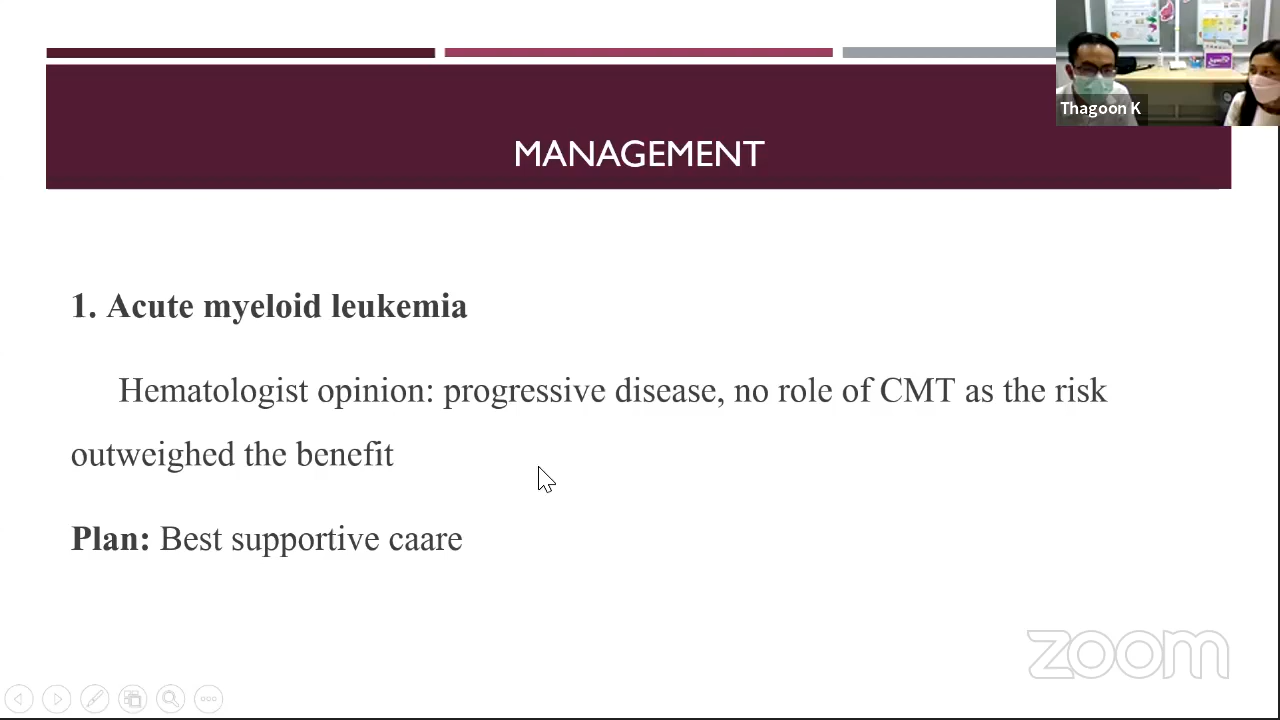 Thagoon K
MANAGEMENT
1. Acute myeloid leukemia
Hematologist opinion: progressive disease, no role of CMT as the risk
outweighed the benefit
Plan: Best supportive caare
zoom